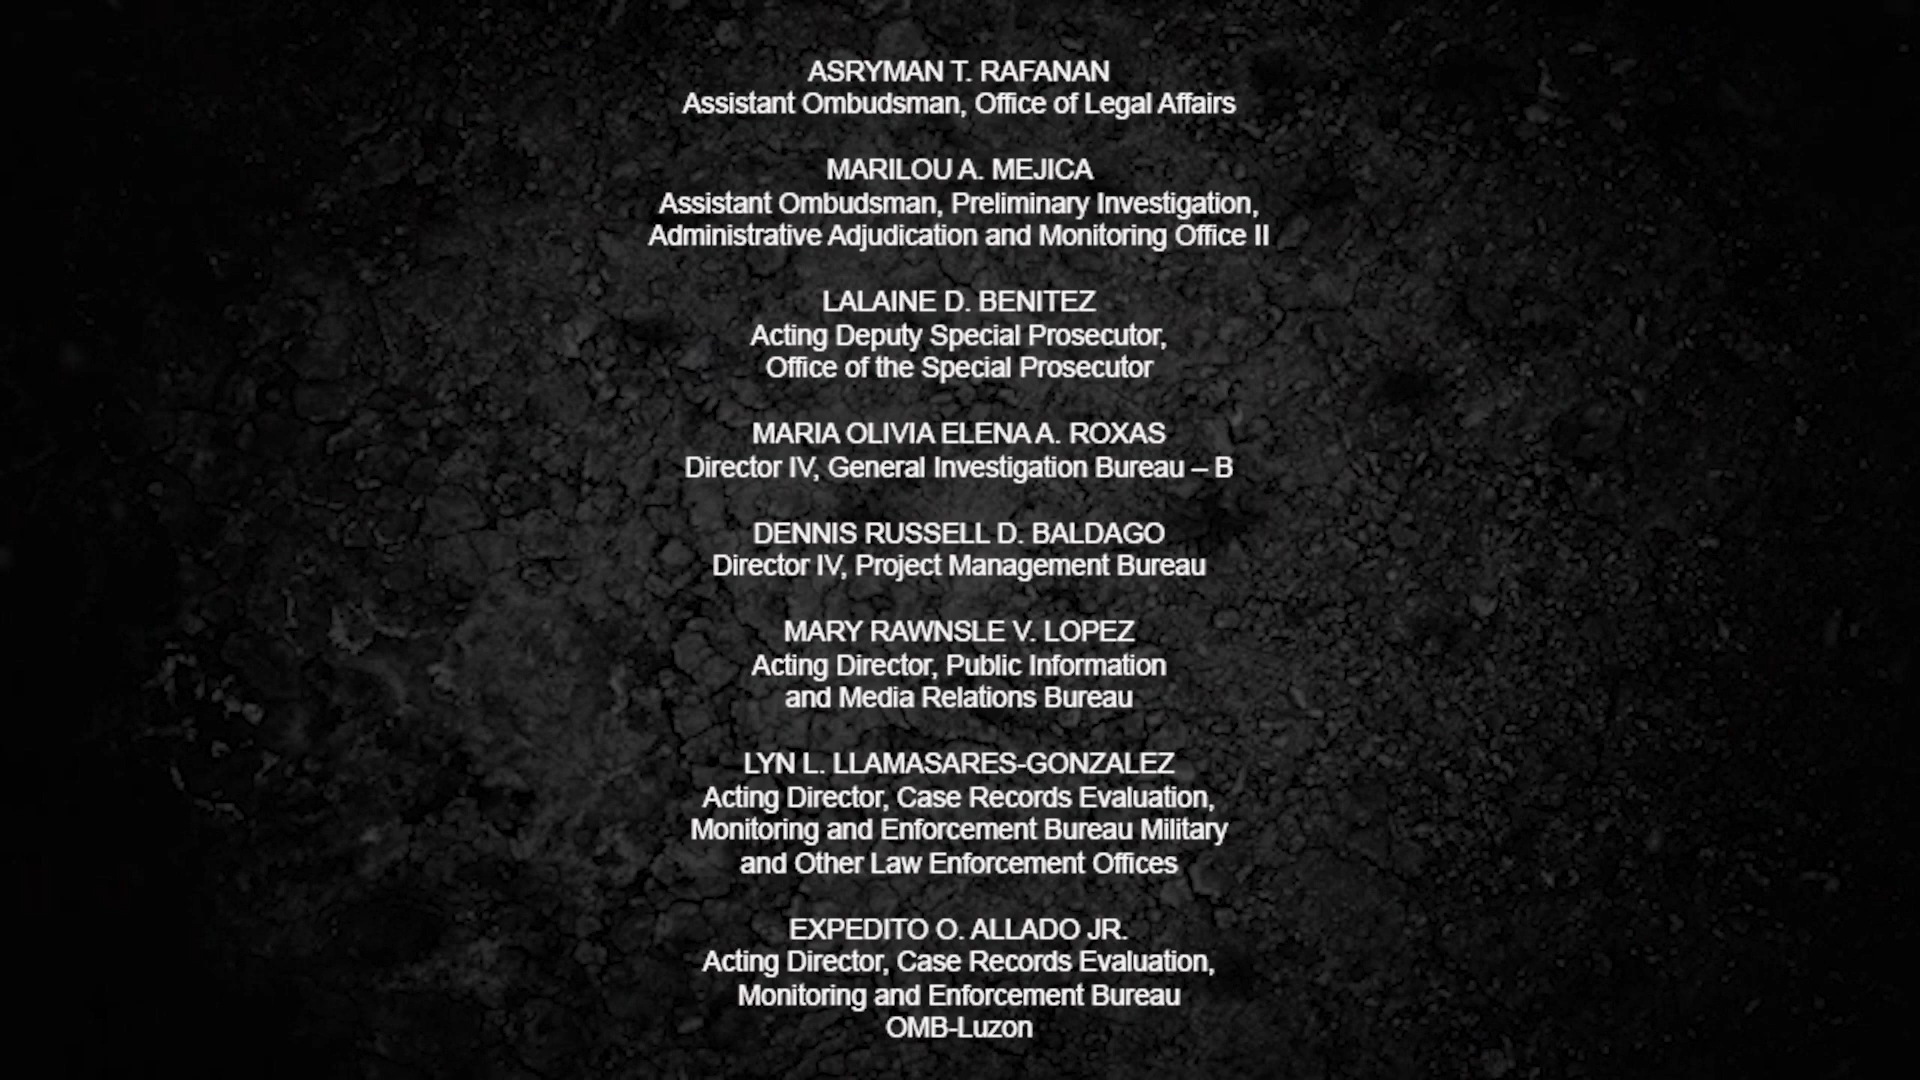 ASRYMAN T. RAFANAN
Assistant Ombudsman, Office of Legal Affairs
MARILOU A. MEJICA
Assistant Ombudsman, Preliminary Investigation,
Administrative Adjudication and Monitoring Office II
LALAINE D. BENITEZ
Acting Deputy Special Prosecutor,
Office of the Special Prosecutor
MARIA OLIVIA ELENA A. ROXAS
Director IV, General Investigation Bureau – B
DENNIS RUSSELL D. BALDAGO
Director IV, Project Management Bureau
MARY RAWNSLE V. LOPEZ
Acting Director, Public Information
and Media Relations Bureau
LYN L. LLAMASARES-GONZALEZ
Acting Director, Case Records Evaluation,
Monitoring and Enforcement Bureau Military
and Other Law Enforcement Offices
EXPEDITO O. ALLADO JR.
Acting Director, Case Records Evaluation,
Monitoring and Enforcement Bureau
OMB-Luzon